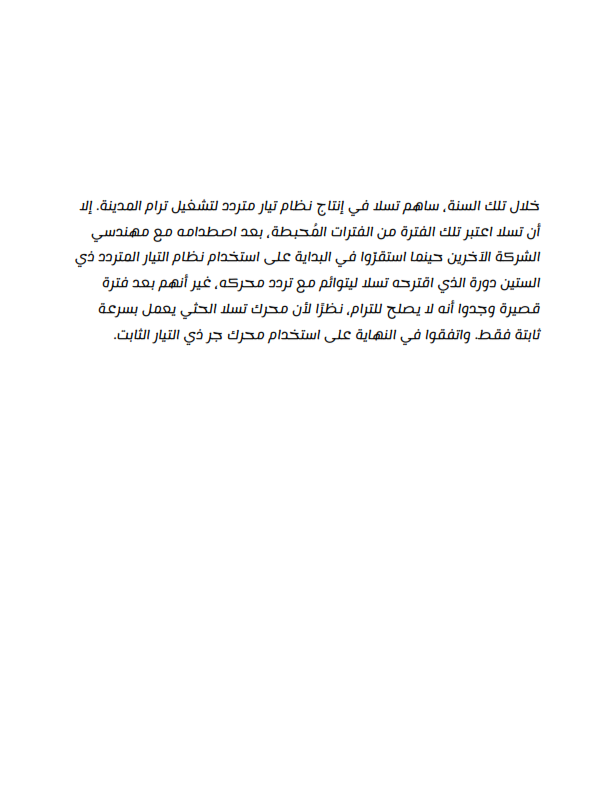 خلال تلك السنة، ساهم تسلا في إنتاج نظام تيار متردد لتشغيل ترام المدينة. إلا
أن تسلا اعتبر تلك الفترة من الفترات المُحبطة، بعد اصطدامه مع مهندسي
الشركة الآخرين حينما استقرّوا في البداية على استخدام نظام التيار المتردد ذي
الستين دورة الذي اقترحه تسلا ليتوائم مع تردد محركه، غير أنهم بعد فترة
قصيرة وجدوا أنه لا يصلح للترام، نظرًا لأن محرك تسلا الحثي يعمل بسرعة
ثابتة فقط. واتفقوا في النهاية على استخدام محرك جر ذي التيار الثابت.